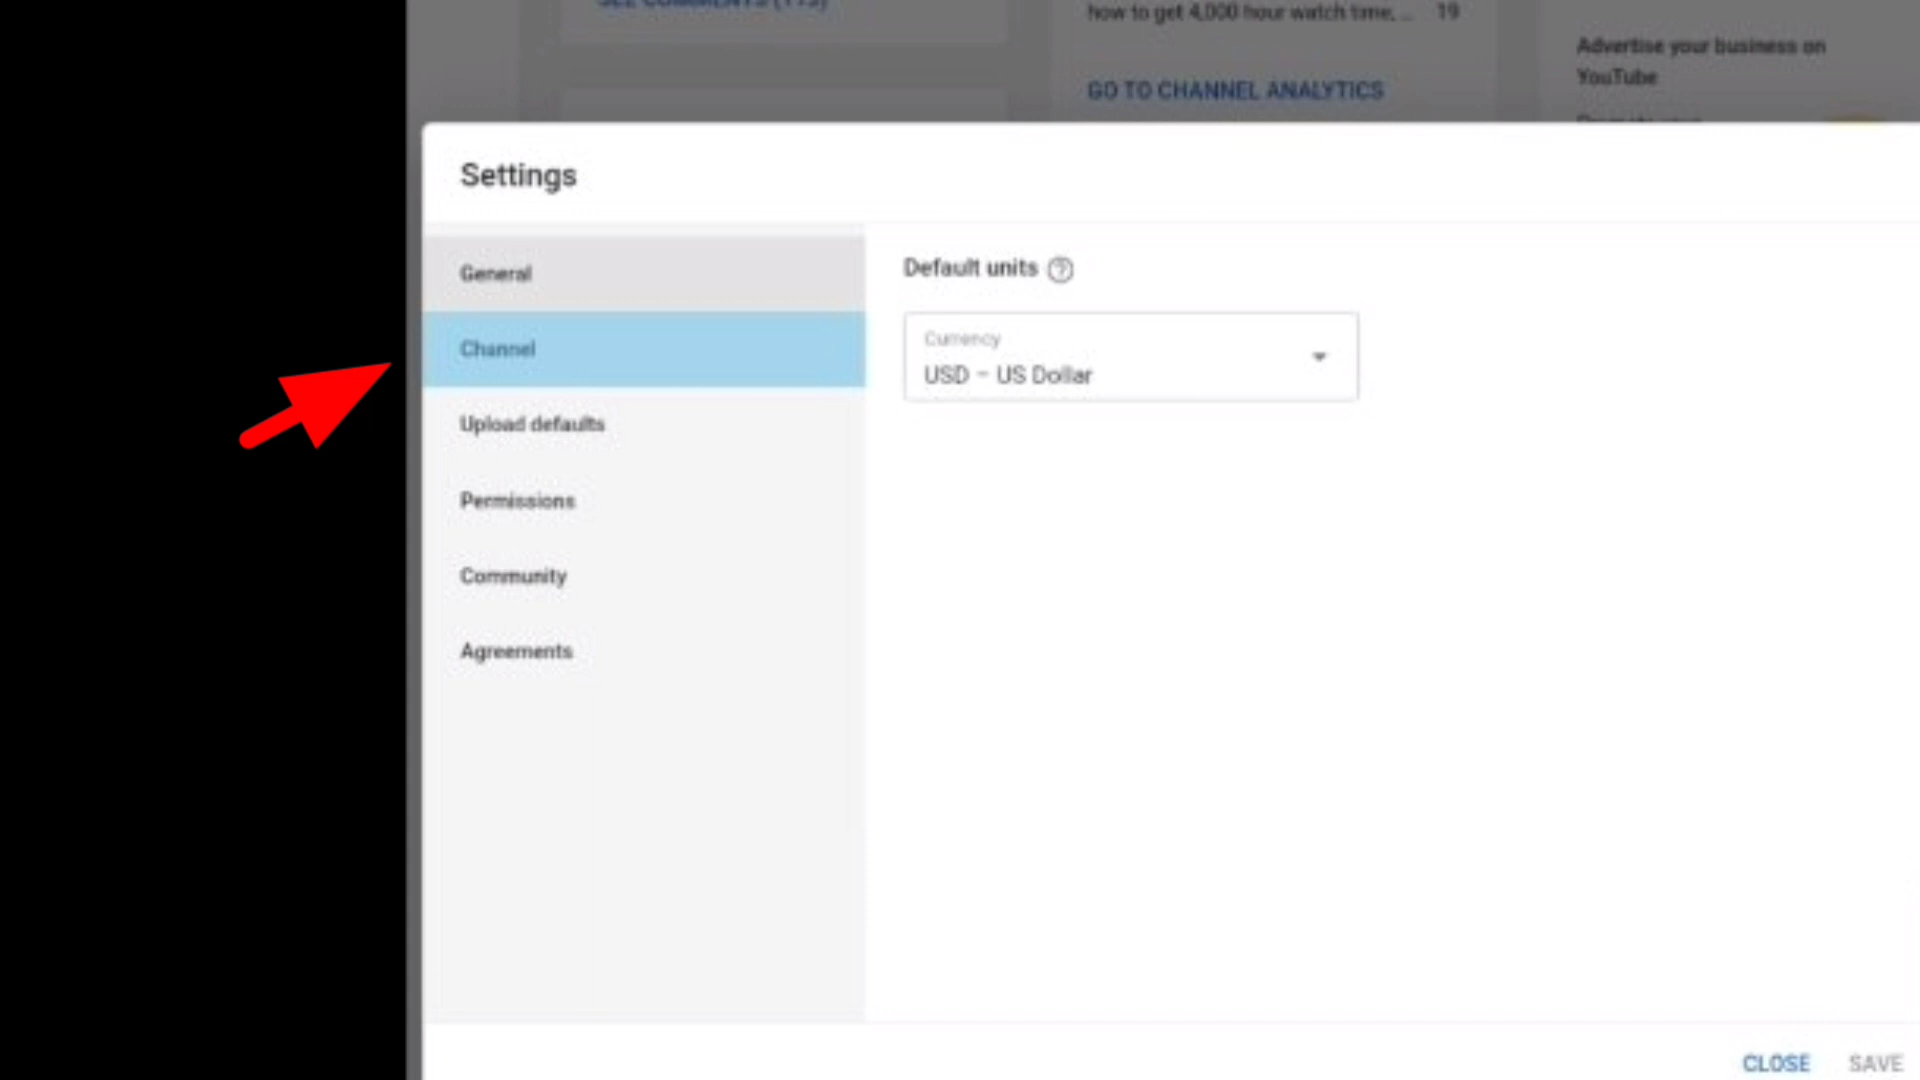 SEE COMMENTS
how to get 4,000 hour watch time, ... 19
GO TO CHANNEL ANALYTICS
Advertise your business on
YouTube
Settings
General
Channel
Upload defaults
Permissions
Community
Agreements
Default units
Currency
USD – US Dollar
CLOSE SAVE